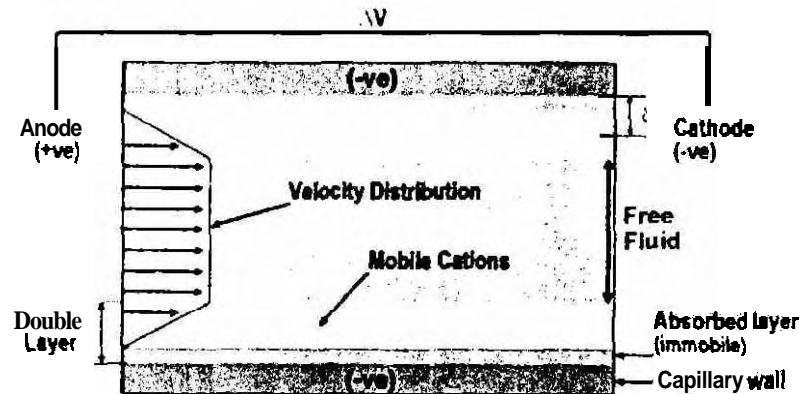 ΔV
(-ve)
Anode
(+ve)
Cathode
(-ve)
Velocity Distribution
Free
Fluid
Mobile Cations
Double
Layer
Absorbed layer
(immobile)
(-ve)
Capillary wall